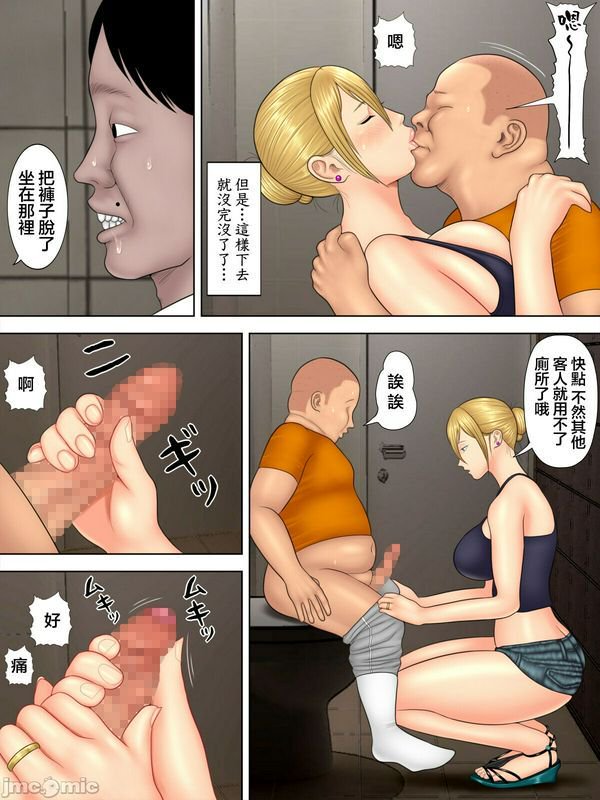 嗯～～…
嗯
但是…這樣下去
就沒完沒了了…
把褲子脫了
坐在那裡
快點 不然其他
客人就用不了
廁所了哦
誒誒
啊
ニ
ギッ
ムキッ
ムキッ
好
痛
jmcomic